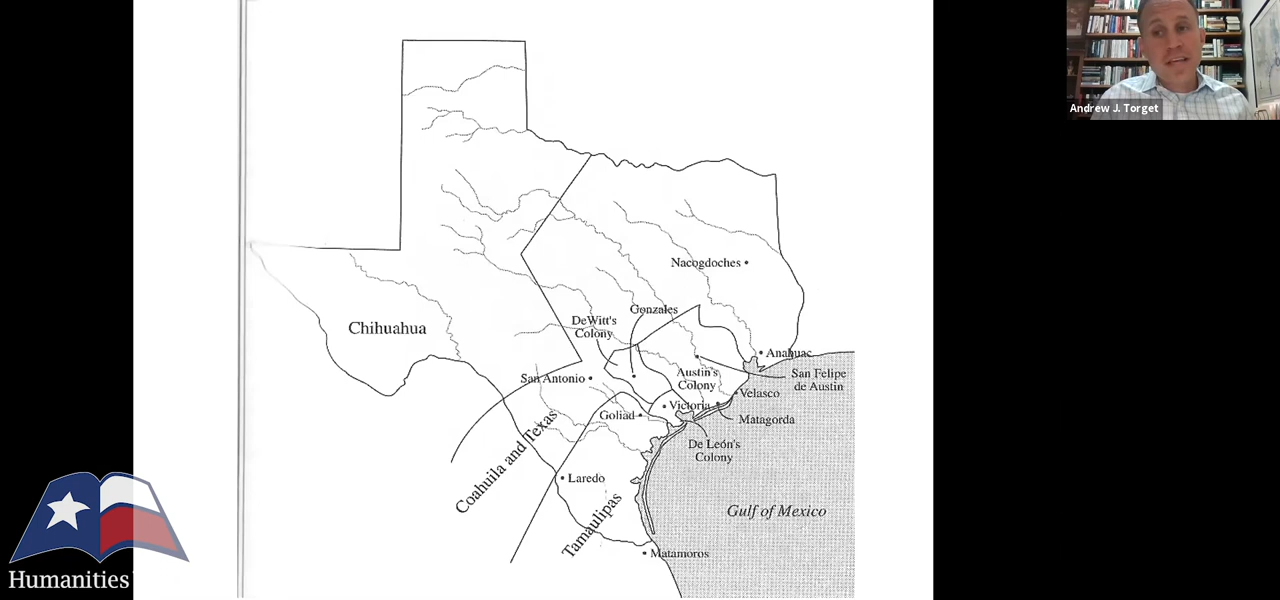 Andrew J. Torget
Nacogdoches
Gonzales
DeWitt's
Colony
Chihuahua
Anahuac
San Antonio
Austin's
Colony
San Felipe
de Austin
Velasco
Victoria
Goliad
Matagorda
De León's
Colony
Coahuila and Texas
Laredo
Tamaulipas
Gulf of Mexico
Matamoros
Humanities